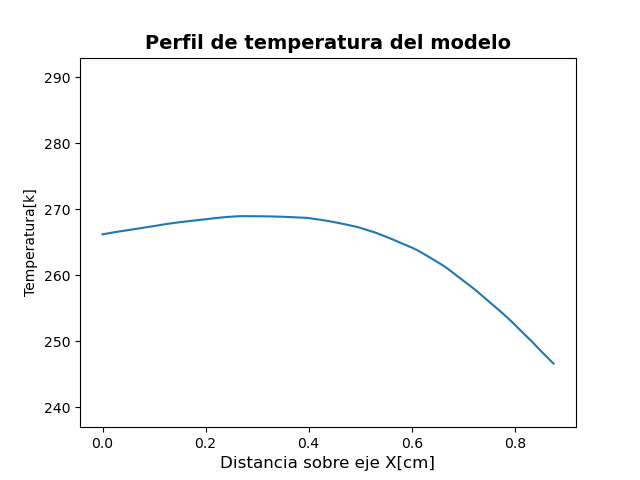 Perfil de temperatura del modelo
290
280
270
260
250
240
Temperatura[k]
0.0 0.2 0.4 0.6 0.8
Distancia sobre eje X[cm]